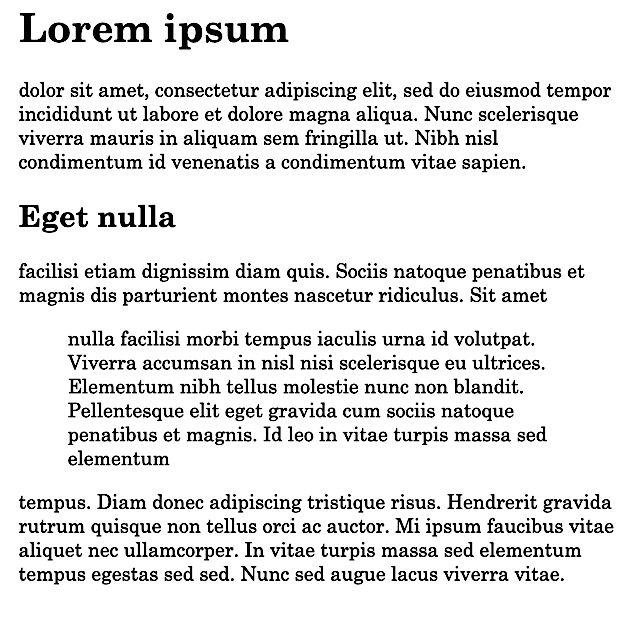 Lorem ipsum
dolor sit amet, consectetur adipiscing elit, sed do eiusmod tempor
incididunt ut labore et dolore magna aliqua. Nunc scelerisque
viverra mauris in aliquam sem fringilla ut. Nibh nisl
condimentum id venenatis a condimentum vitae sapien.
Eget nulla
facilisi etiam dignissim diam quis. Sociis natoque penatibus et
magnis dis parturient montes nascetur ridiculus. Sit amet
nulla facilisi morbi tempus iaculis urna id volutpat.
Viverra accumsan in nisl nisi scelerisque eu ultrices.
Elementum nibh tellus molestie nunc non blandit.
Pellentesque elit eget gravida cum sociis natoque
penatibus et magnis. Id leo in vitae turpis massa sed
elementum
tempus. Diam donec adipiscing tristique risus. Hendrerit gravida
rutrum quisque non tellus orci ac auctor. Mi ipsum faucibus vitae
aliquet nec ullamcorper. In vitae turpis massa sed elementum
tempus egestas sed sed. Nunc sed augue lacus viverra vitae.